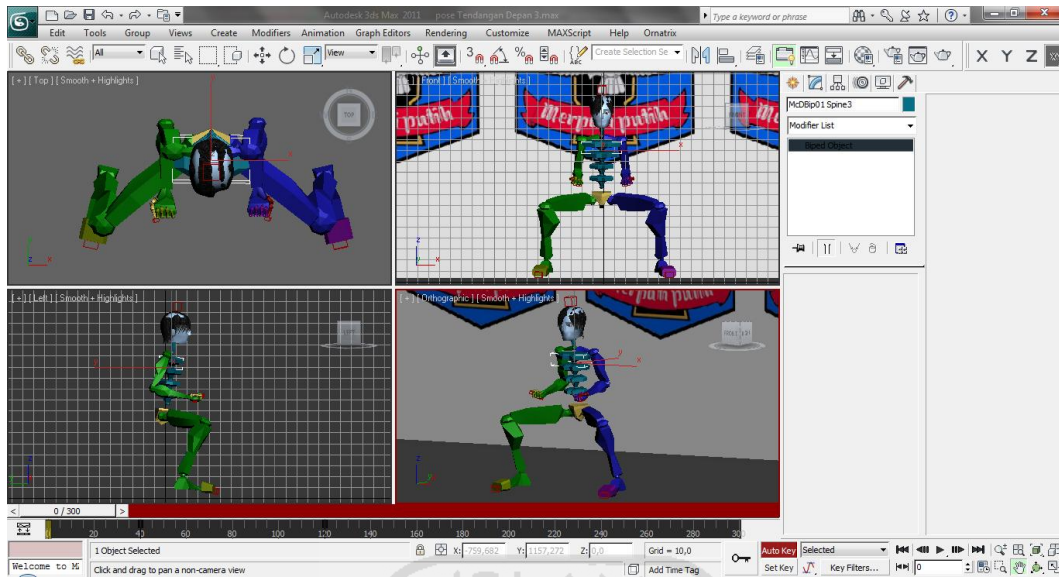 Autodesk 3ds Max 2011 pose Tendangan Depan 3.max
Type a keyword or phrase
Edit Tools Group Views Create Modifiers Animation Graph Editors Rendering Customize MAXScript Help Ornatrix
All View Create Selection Se X Y Z
[ + ] [ Top ] [ Smooth + Highlights ]
TOP
Front
Merpati putih
McDBip01 Spine3
Modifier List
Biped Object
[ + ] [ Left ] [ Smooth + Highlights ]
LEFT
[ + ] [ Orthographic ] [ Smooth + Highlights ]
0 / 300
20 40 60 80 100 120 140 160 180 200 220 240 260 280 300
1 Object Selected X: -759,682 Y: 1157,272 Z: 0,0 Grid = 10,0 Auto Key Selected
Welcome to M Click and drag to pan a non-camera view Add Time Tag Set Key Key Filters... 0